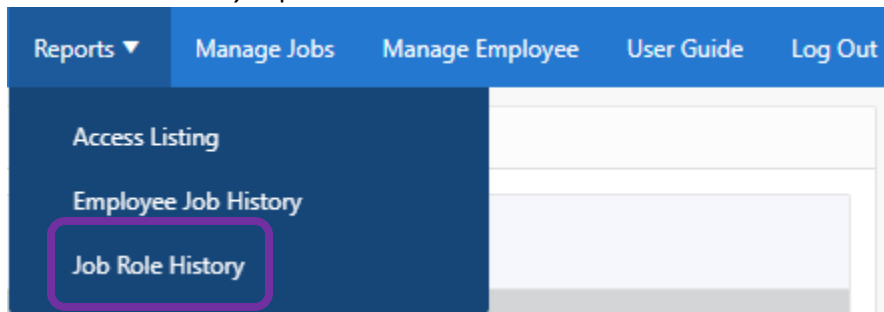 Reports ▼ Manage Jobs Manage Employee User Guide Log Out
Access Listing
Employee Job History
Job Role History